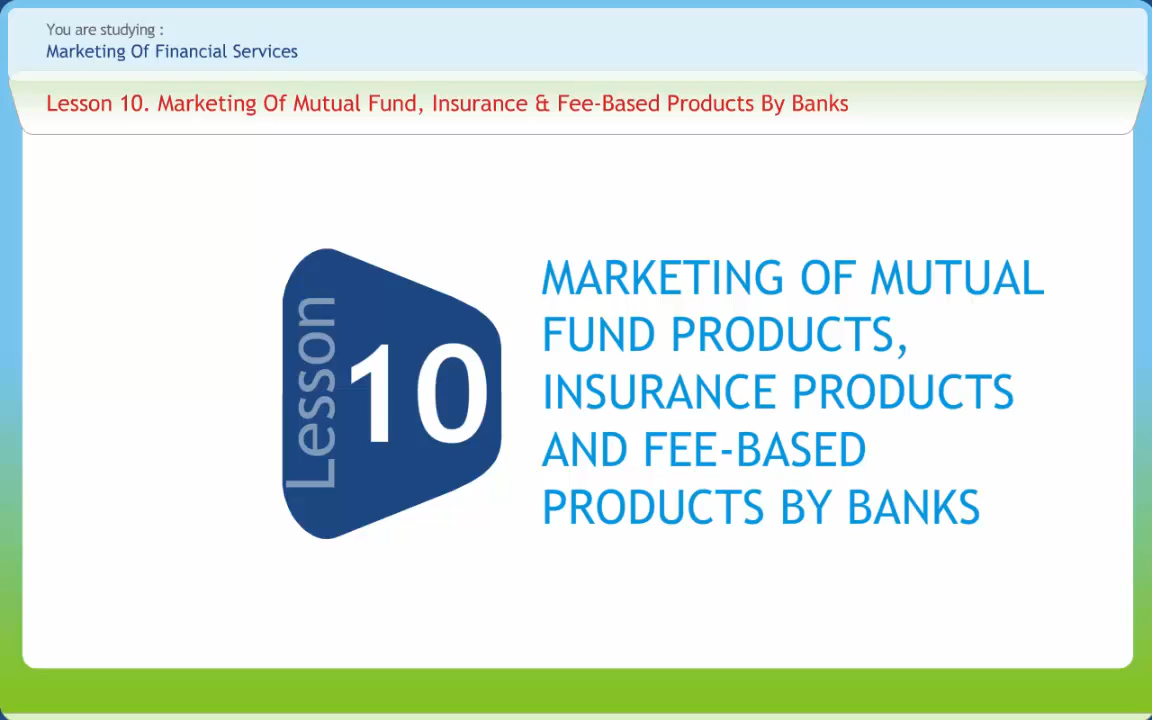 You are studying :
Marketing Of Financial Services
Lesson 10. Marketing Of Mutual Fund, Insurance & Fee-Based Products By Banks
Lesson
10
MARKETING OF MUTUAL
FUND PRODUCTS,
INSURANCE PRODUCTS
AND FEE-BASED
PRODUCTS BY BANKS